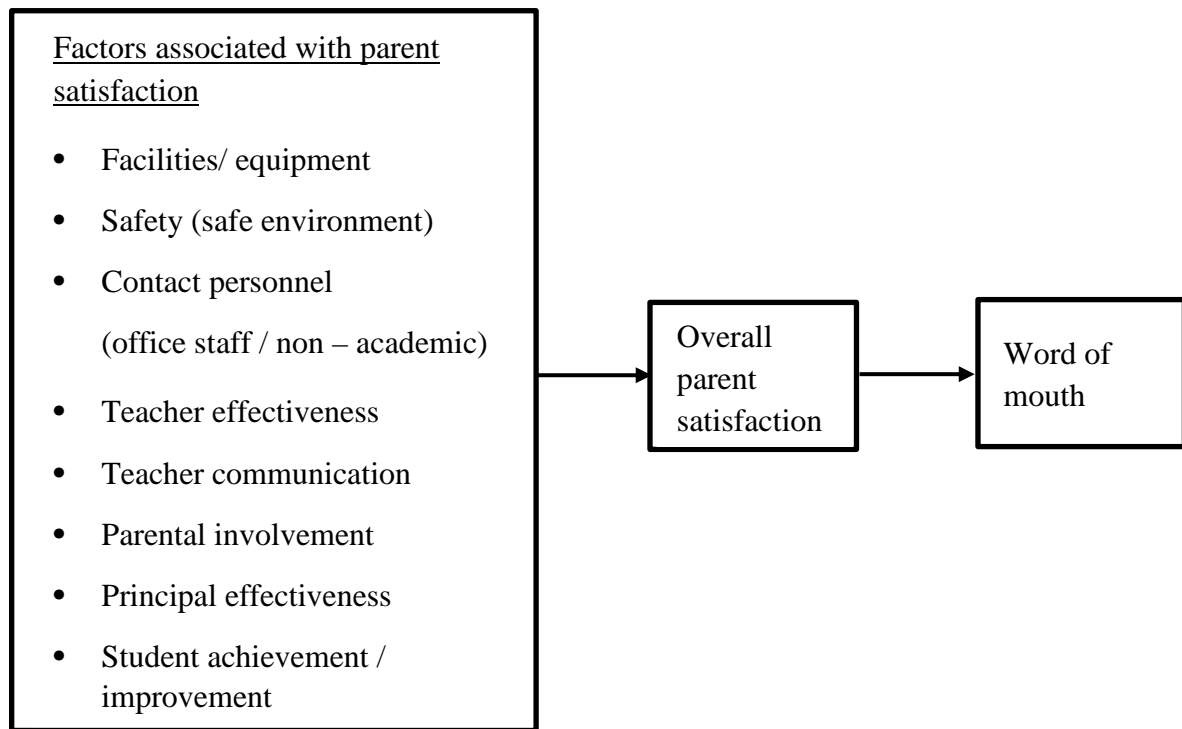 Factors associated with parent
satisfaction
• Facilities/ equipment
• Safety (safe environment)
• Contact personnel
(office staff / non – academic)
• Teacher effectiveness
• Teacher communication
• Parental involvement
• Principal effectiveness
• Student achievement /
improvement
Overall
parent
satisfaction
Word of
mouth